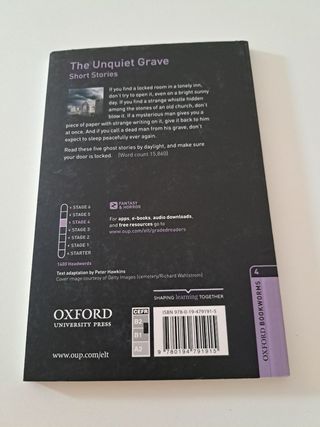 The Unquiet Grave
Short Stories
If you find a locked room in a lonely inn,
don't try to open it, even on a bright sunny
day. If you find a strange whistle hidden
among the stones of an old church, don't
blow it. If a mysterious man gives you a
piece of paper with strange writing on it, give it back to him
at once. And if you call a dead man from his grave, don't
expect to sleep peacefully ever again.
Read these five ghost stories by daylight, and make sure
your door is locked. [Word count 15,840]
STAGE 6
STAGE 5
STAGE 4
STAGE 3
STAGE 2
STAGE 1
STARTER
1400 Headwords
FANTASY
& HORROR
For apps, e-books, audio downloads,
and free resources go to
www.oup.com/elt/gradedreaders
Text adaptation by Peter Hawkins
Cover image courtesy of Getty Images (cemetery/Richard Wahlstrom)
SHAPING learning TOGETHER
OXFORD
UNIVERSITY PRESS
www.oup.com/elt
CEFR
B2
B1
A2
ISBN 978-0-19-479191-5
9 780194 791915
4
OXFORD BOOKWORMS